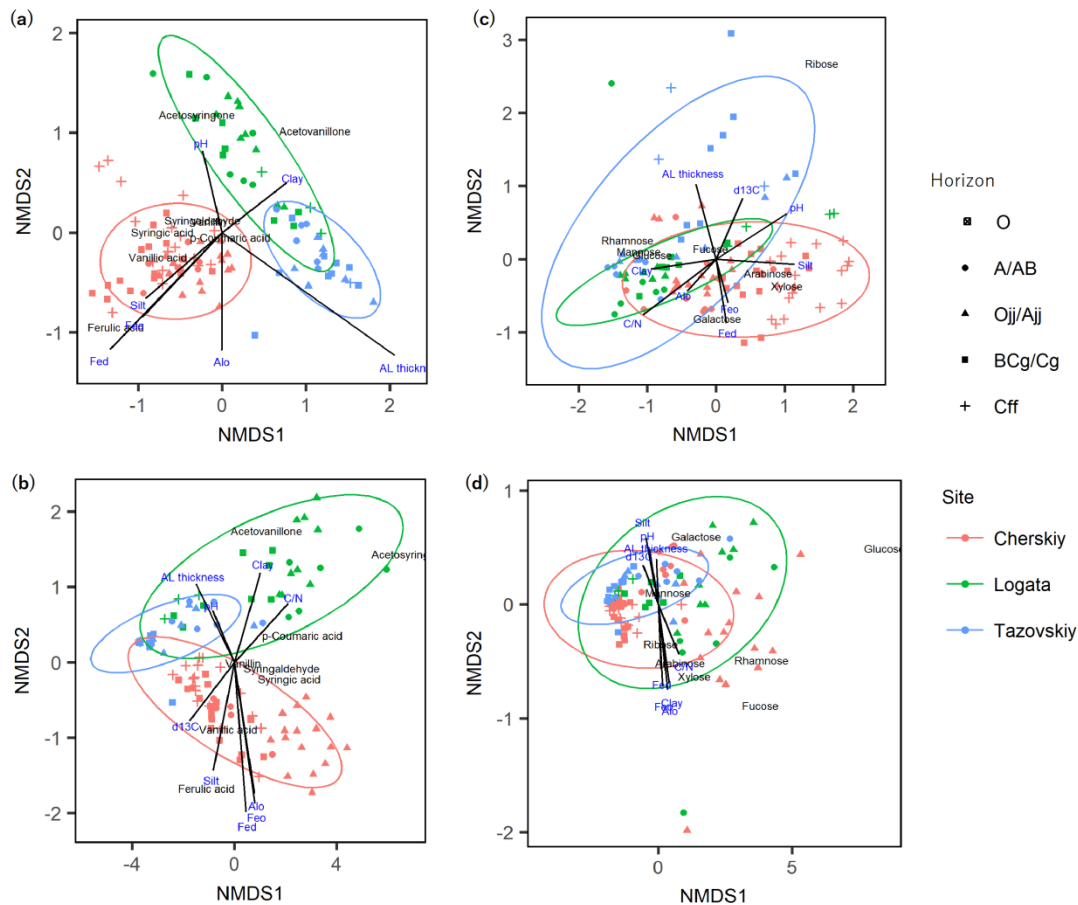 (a)
2
1
0
-1
NMDS2
Acetosyringone
Acetovanillone
pH
Clay
Syringaldehyde
p-Coumaric acid
Syringic acid
Vanillic acid
Silt
Ferulic acid
Fed
Alo
AL thickn
-1
0
1
2
NMDS1
(c)
3
2
1
0
-1
NMDS2
Ribose
AL thickness
d13C
pH
Rhamnose
Mannose
Fucose
Glucose
Clay
Silt
Arabinose
Xylose
Alo
Feo
C/N
Galactose
Fed
-2
-1
0
1
2
NMDS1
Horizon
O
A/AB
Ojj/Ajj
BCg/Cg
Cff
(b)
2
1
0
-1
-2
NMDS2
Acetovanillone
Acetosyring
Clay
AL thickness
C/N
pH
p-Coumaric acid
Vanillin
Syringaldehyde
Syringic acid
d13C
Vanillic acid
Silt
Ferulic acid
Alo
Feo
Fed
-4
0
4
NMDS1
(d)
1
0
-1
-2
NMDS2
Silt
pH
Galactose
AL thickness
d13C
Glucos
Mannose
Ribose
Arabinose
C/N
Rhamnose
Xylose
Fed
Clay
Alo
Fucose
0
5
NMDS1
Site
Cherskiy
Logata
Tazovskiy